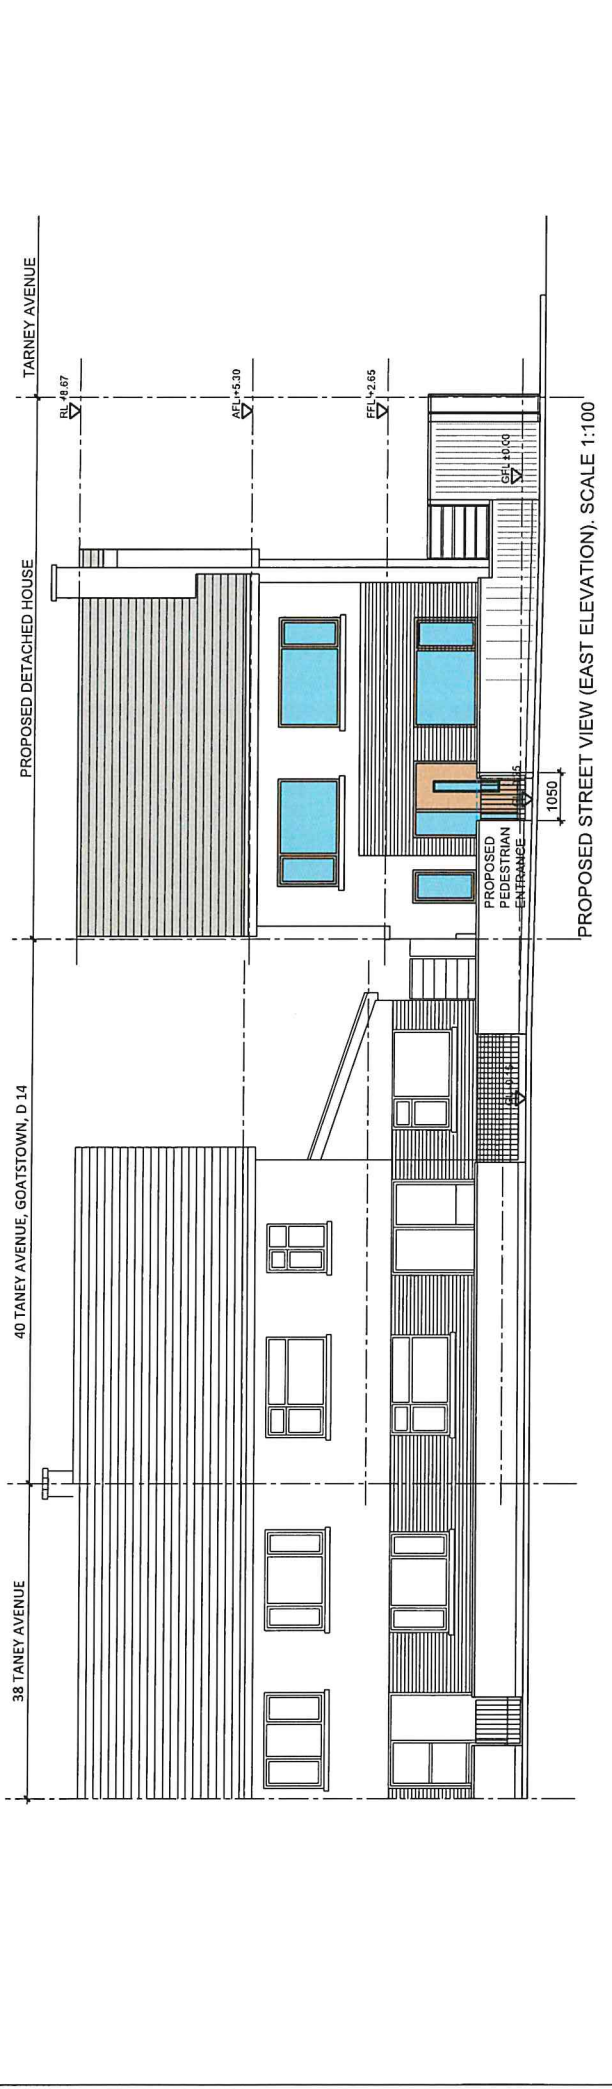 38 TANEY AVENUE
40 TANEY AVENUE, GOATSTOWN, D 14
PROPOSED DETACHED HOUSE
TARNEY AVENUE
RL +8.67
AFL +5.30
FFL +2.65
GFL ±0.00
PROPOSED
PEDESTRIAN
ENTRANCE
1050
PROPOSED STREET VIEW (EAST ELEVATION). SCALE 1:100